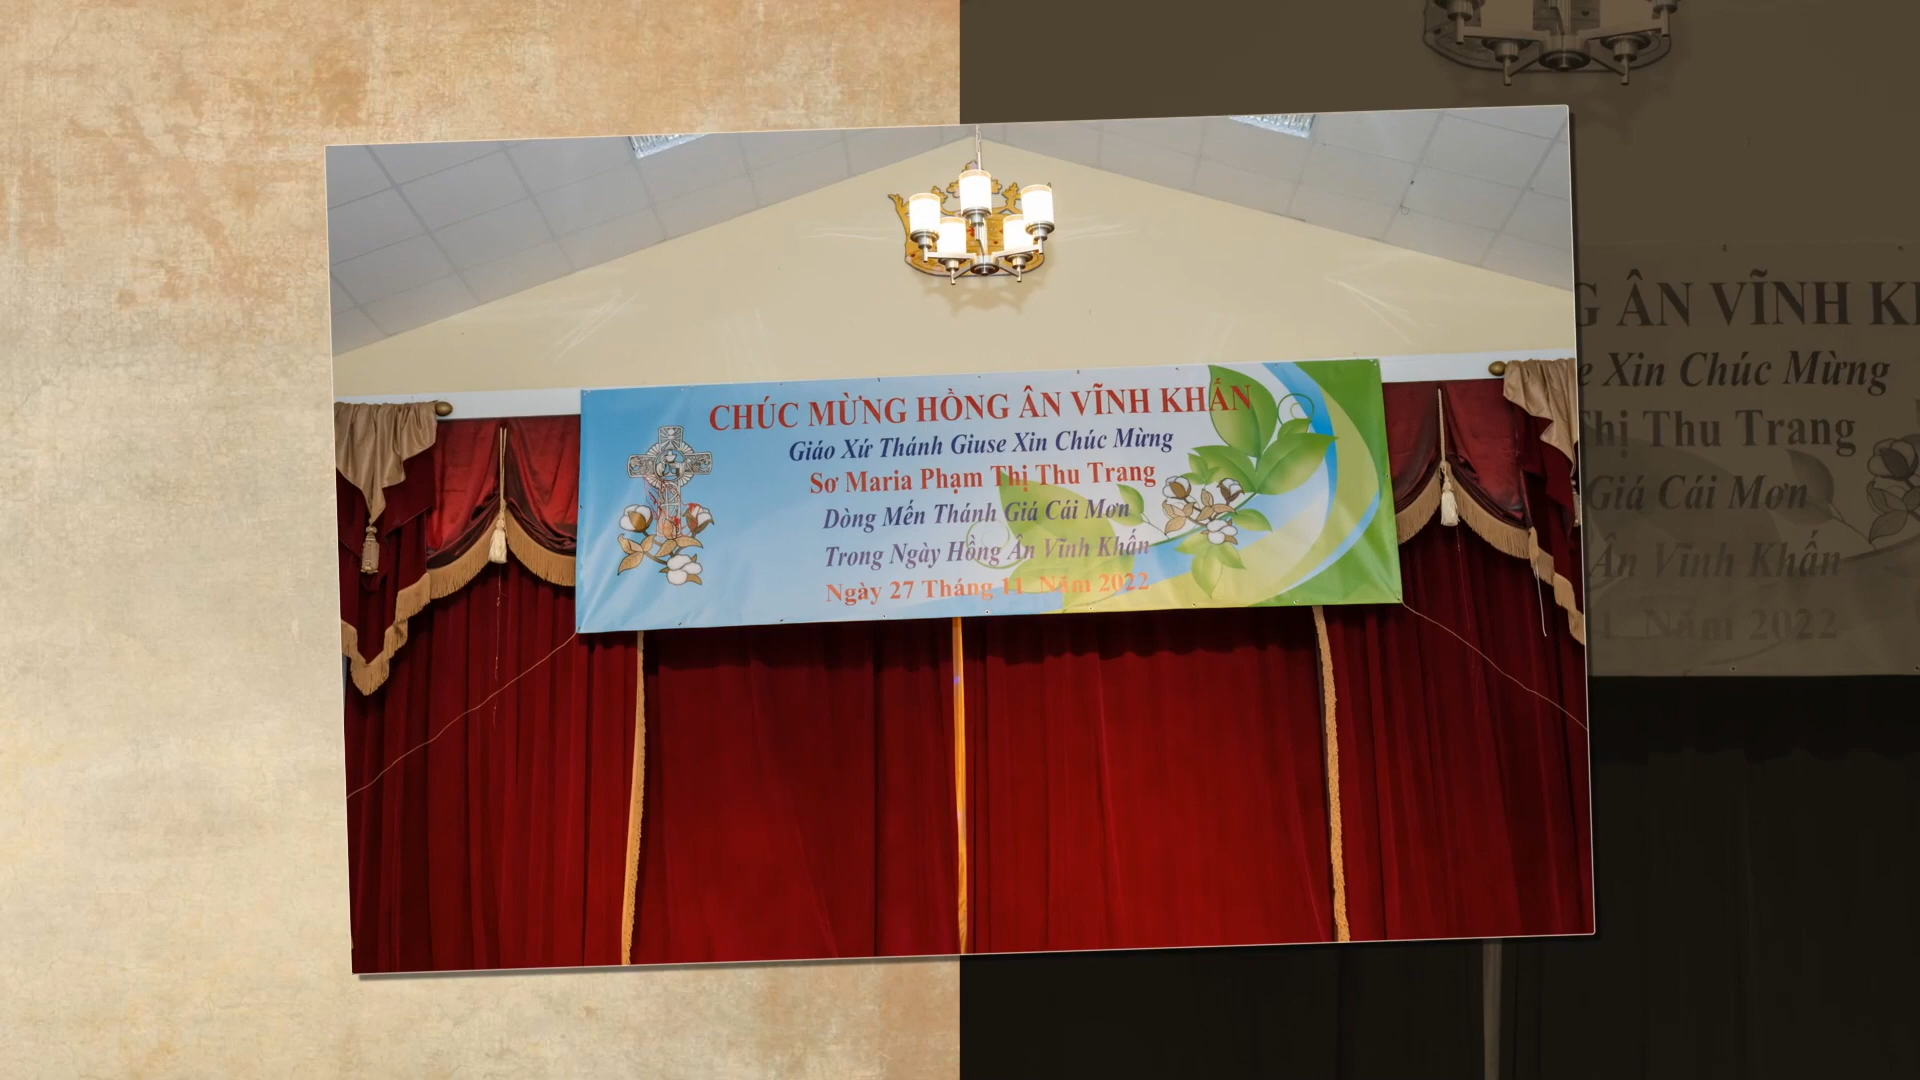 CHÚC MỪNG HỒNG ÂN VĨNH KHẤN
Giáo Xứ Thánh Giuse Xin Chúc Mừng
Sơ Maria Phạm Thị Thu Trang
Dòng Mến Thánh Giá Cái Mơn
Trong Ngày Hồng Ân Vĩnh Khấn
Ngày 27 Tháng 11 Năm 2022
ÂN VĨNH
Xin Chúc Mừng
Thị Thu Trang
Giá Cái Mơn
Ân Vĩnh Khấn
Năm 2022